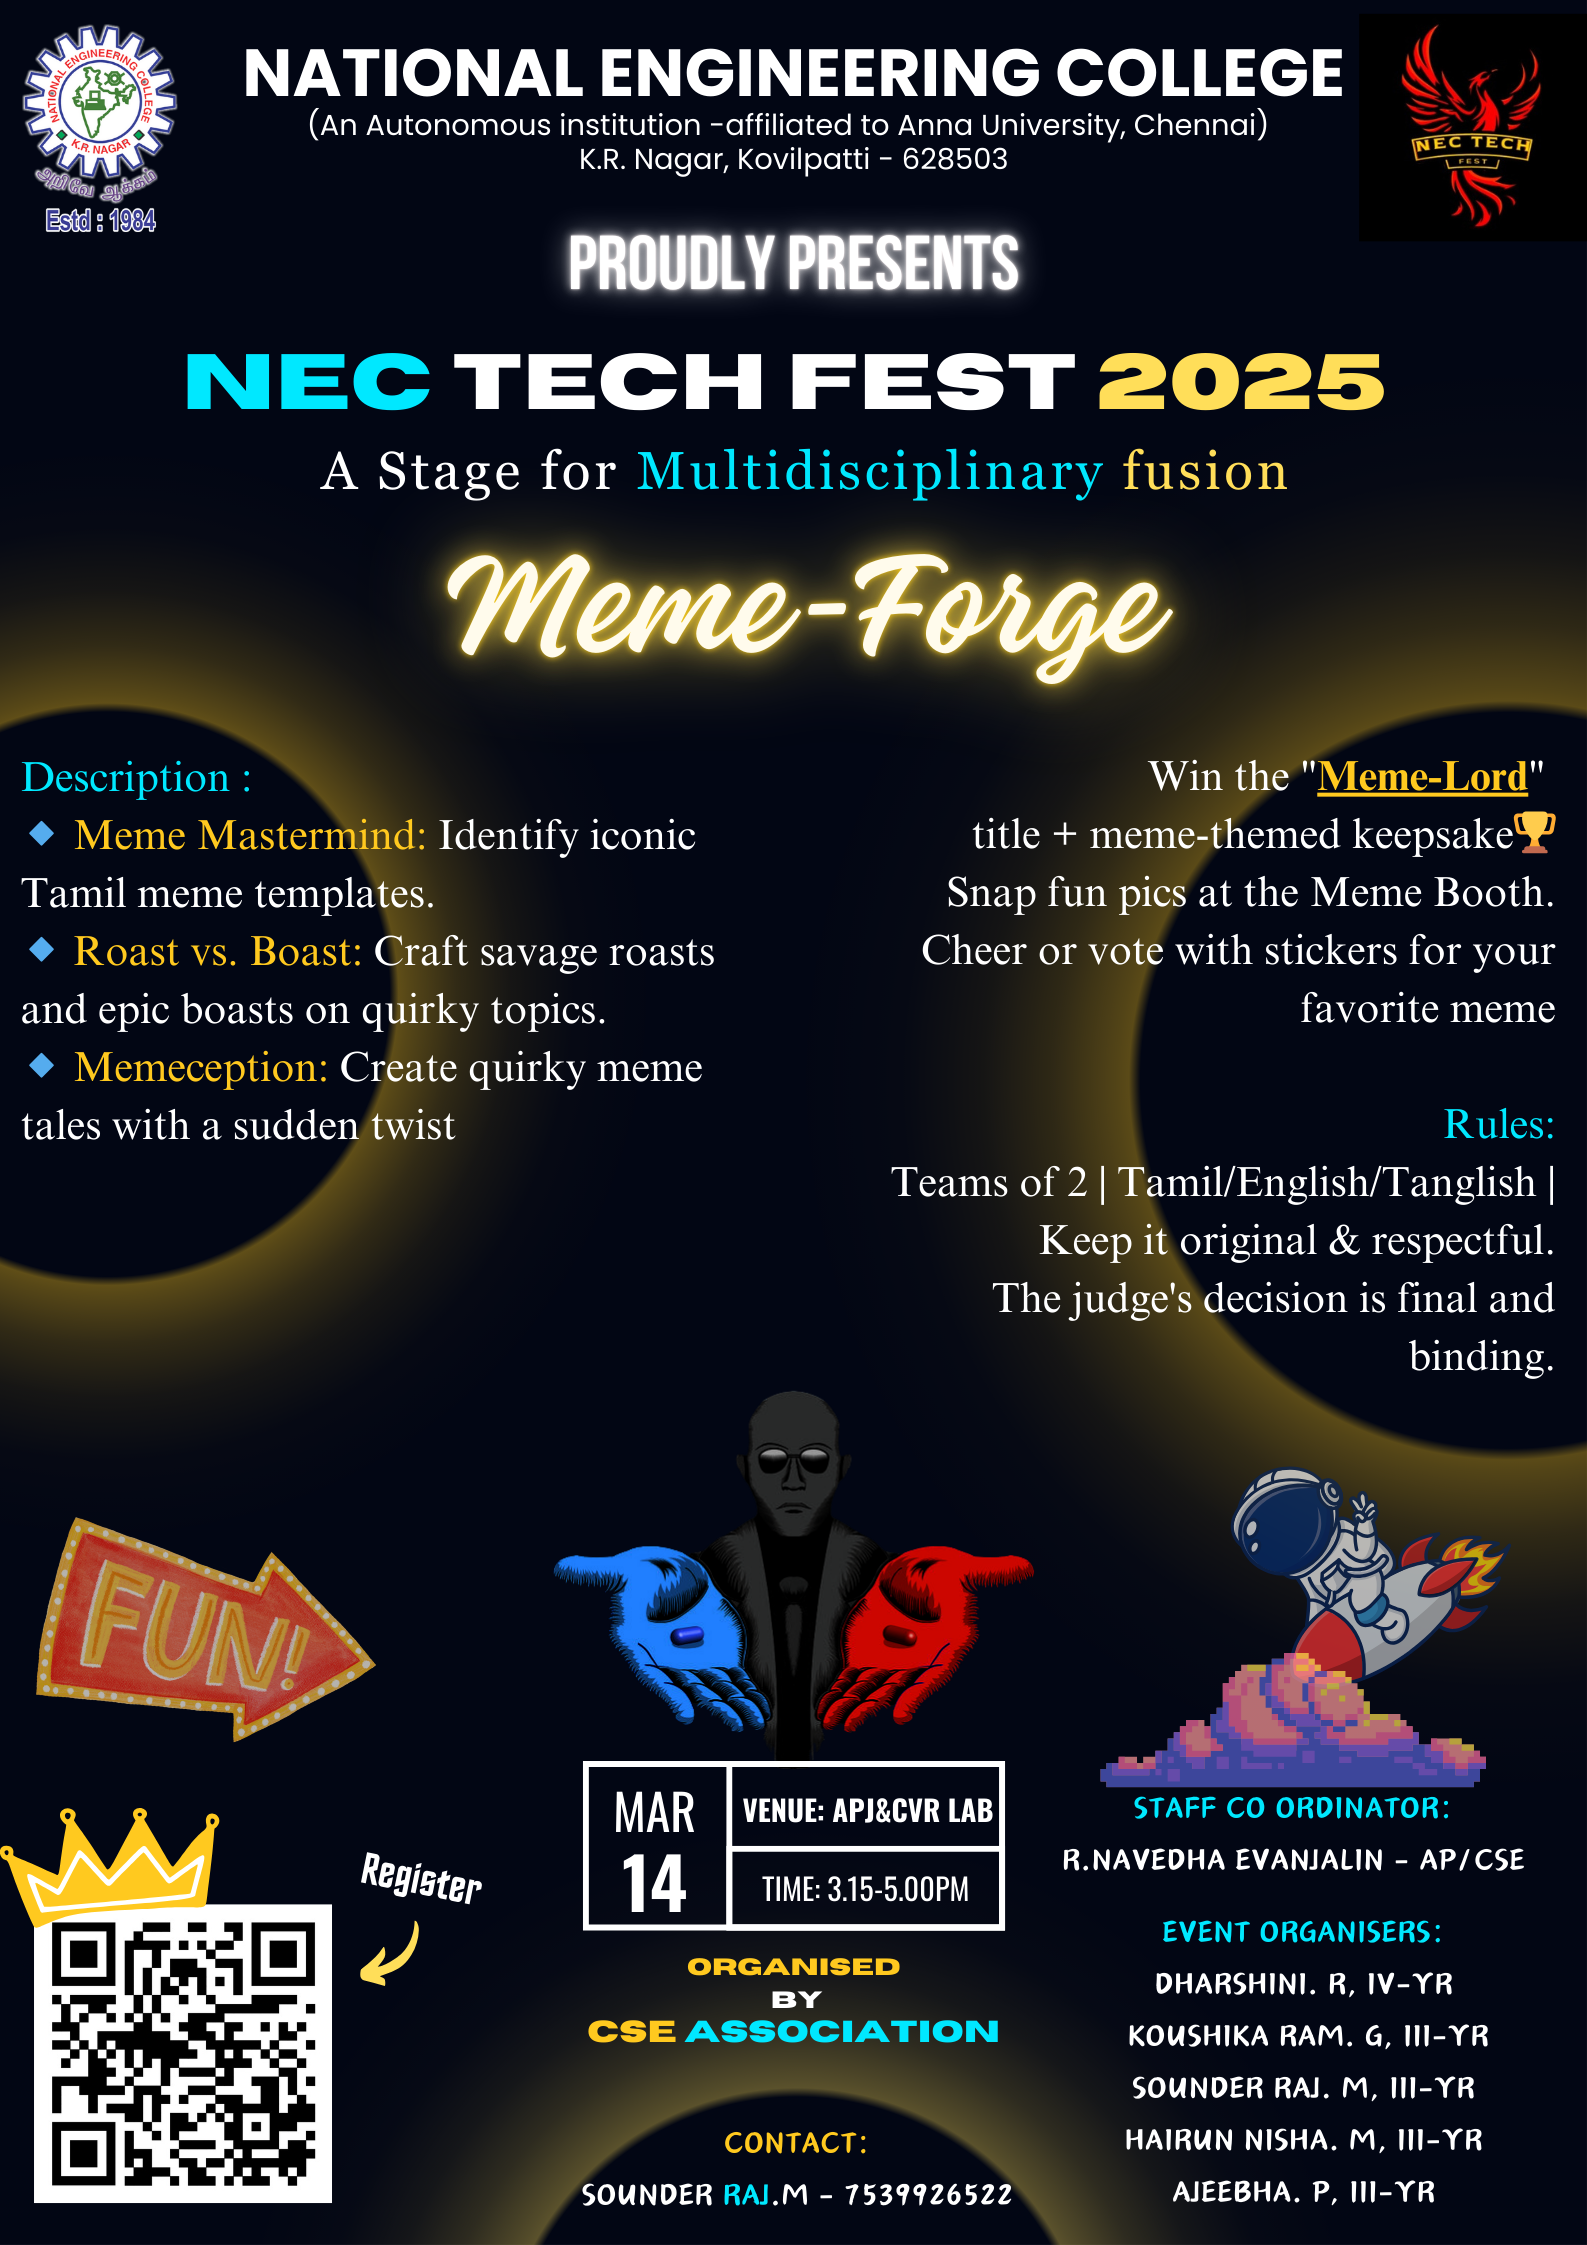 NATIONAL ENGINEERING COLLEGE
K.R. NAGAR
அறிவே ஆக்கம்
Estd : 1984
NATIONAL ENGINEERING COLLEGE
(An Autonomous institution -affiliated to Anna University, Chennai)
K.R. Nagar, Kovilpatti - 628503
NEC TECH
FEST
PROUDLY PRESENTS
NEC TECH FEST 2025
A Stage for Multidisciplinary fusion
Meme-Forge
Description :
🔹 Meme Mastermind: Identify iconic
Tamil meme templates.
🔹 Roast vs. Boast: Craft savage roasts
and epic boasts on quirky topics.
🔹 Memeception: Create quirky meme
tales with a sudden twist
Win the "Meme-Lord"
title + meme-themed keepsake🏆
Snap fun pics at the Meme Booth.
Cheer or vote with stickers for your
favorite meme
Rules:
Teams of 2 | Tamil/English/Tanglish |
Keep it original & respectful.
The judge's decision is final and
binding.
FUN!
Register
MAR
14
VENUE: APJ&CVR LAB
TIME: 3.15-5.00PM
ORGANISED
BY
CSE ASSOCIATION
CONTACT:
SOUNDER RAJ.M - 7539926522
STAFF CO ORDINATOR:
R.NAVEDHA EVANJALIN - AP/CSE
EVENT ORGANISERS:
DHARSHINI. R, IV-YR
KOUSHIKA RAM. G, III-YR
SOUNDER RAJ. M, III-YR
HAIRUN NISHA. M, III-YR
AJEEBHA. P, III-YR